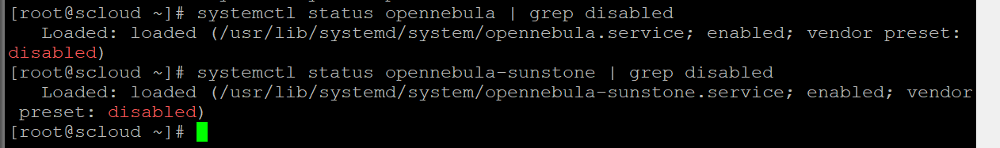 [root@scloud ~]# systemctl status opennebula | grep disabled
   Loaded: loaded (/usr/lib/systemd/system/opennebula.service; enabled; vendor preset:
disabled)
[root@scloud ~]# systemctl status opennebula-sunstone | grep disabled
   Loaded: loaded (/usr/lib/systemd/system/opennebula-sunstone.service; enabled; vendor
 preset: disabled)
[root@scloud ~]#